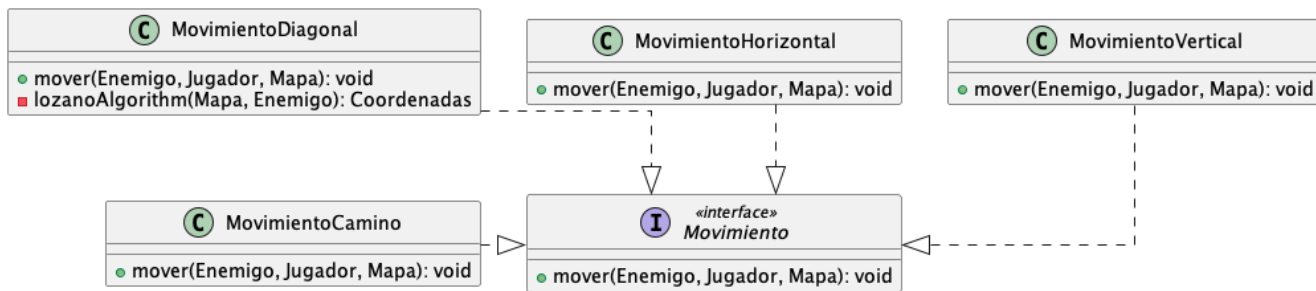 C MovimientoDiagonal
mover(Enemigo, Jugador, Mapa): void
lozanoAlgorithm(Mapa, Enemigo): Coordenadas
C MovimientoHorizontal
mover(Enemigo, Jugador, Mapa): void
C MovimientoVertical
mover(Enemigo, Jugador, Mapa): void
C MovimientoCamino
mover(Enemigo, Jugador, Mapa): void
I «interface»
Movimiento
mover(Enemigo, Jugador, Mapa): void